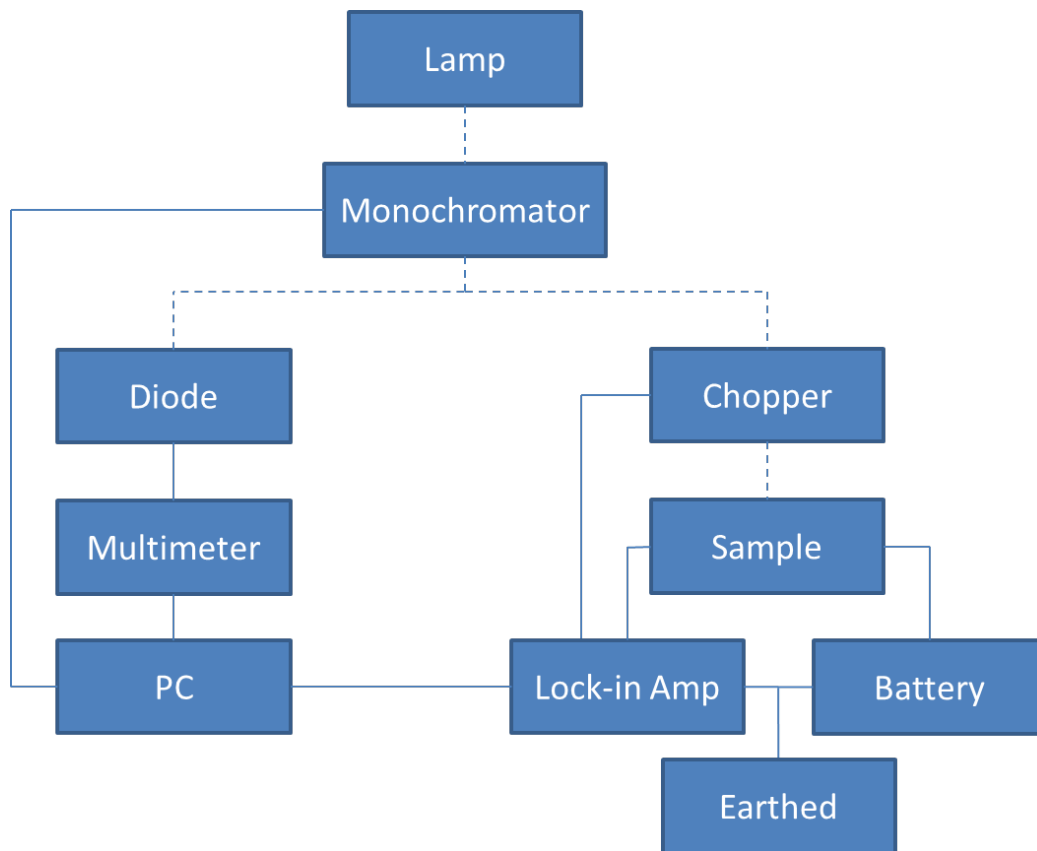 Lamp
Monochromator
Diode
Chopper
Multimeter
Sample
PC
Lock-in Amp
Battery
Earthed